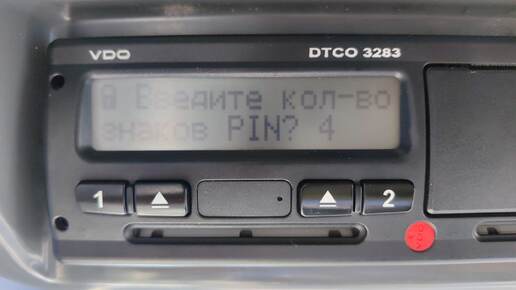 VDO DTCO 3283
Введите кол-во
знаков PIN? 4
1 2